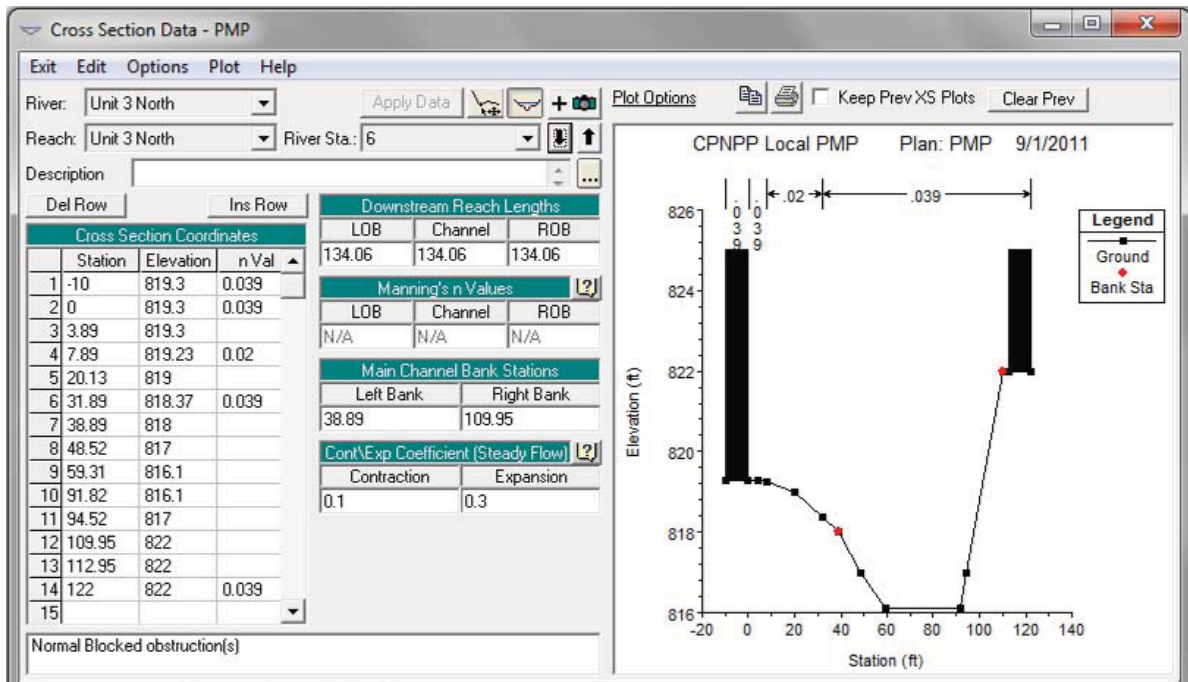 Cross Section Data - PMP
Exit Edit Options Plot Help
River: Unit 3 North Apply Data Plot Options Keep Prev XS Plots Clear Prev
Reach: Unit 3 North River Sta.: 6
Description ...
Del Row Ins Row
Cross Section Coordinates
Station Elevation n Val
1 -10 819.3 0.039
2 0 819.3 0.039
3 3.89 819.3
4 7.89 819.23 0.02
5 20.13 819
6 31.89 818.37 0.039
7 38.89 818
8 48.52 817
9 59.31 816.1
10 91.82 816.1
11 94.52 817
12 109.95 822
13 112.95 822
14 122 822 0.039
15
Downstream Reach Lengths
LOB Channel ROB
134.06 134.06 134.06
Manning's n Values ?
LOB Channel ROB
N/A N/A N/A
Main Channel Bank Stations
Left Bank Right Bank
38.89 109.95
Cont\Exp Coefficient (Steady Flow) ?
Contraction Expansion
0.1 0.3
Normal Blocked obstruction(s)
CPNPP Local PMP Plan: PMP 9/1/2011
.039 .039 .02 .039
826
824
822
820
818
816
Elevation (ft)
-20 0 20 40 60 80 100 120 140
Station (ft)
Legend
Ground
Bank Sta